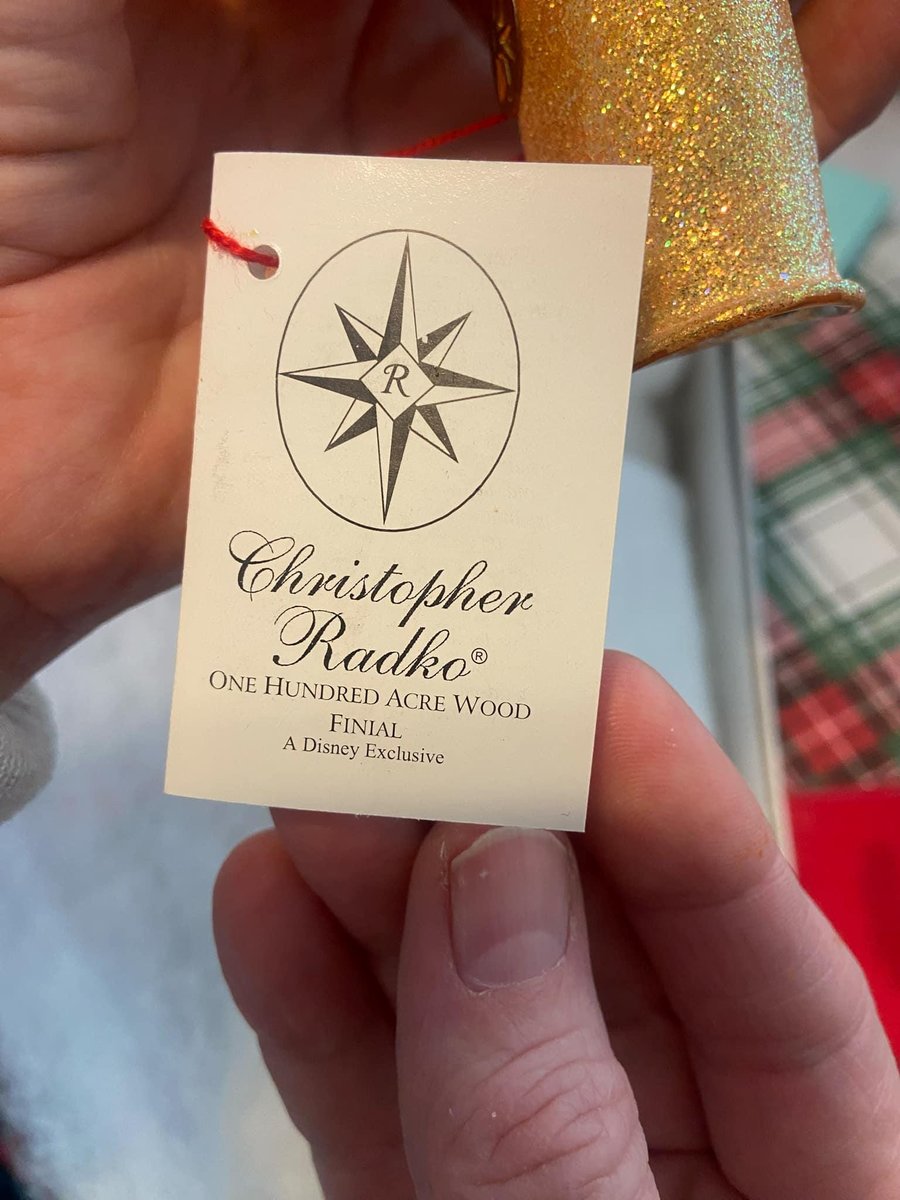 R
Christopher
Radko®
ONE HUNDRED ACRE WOOD
FINIAL
A Disney Exclusive